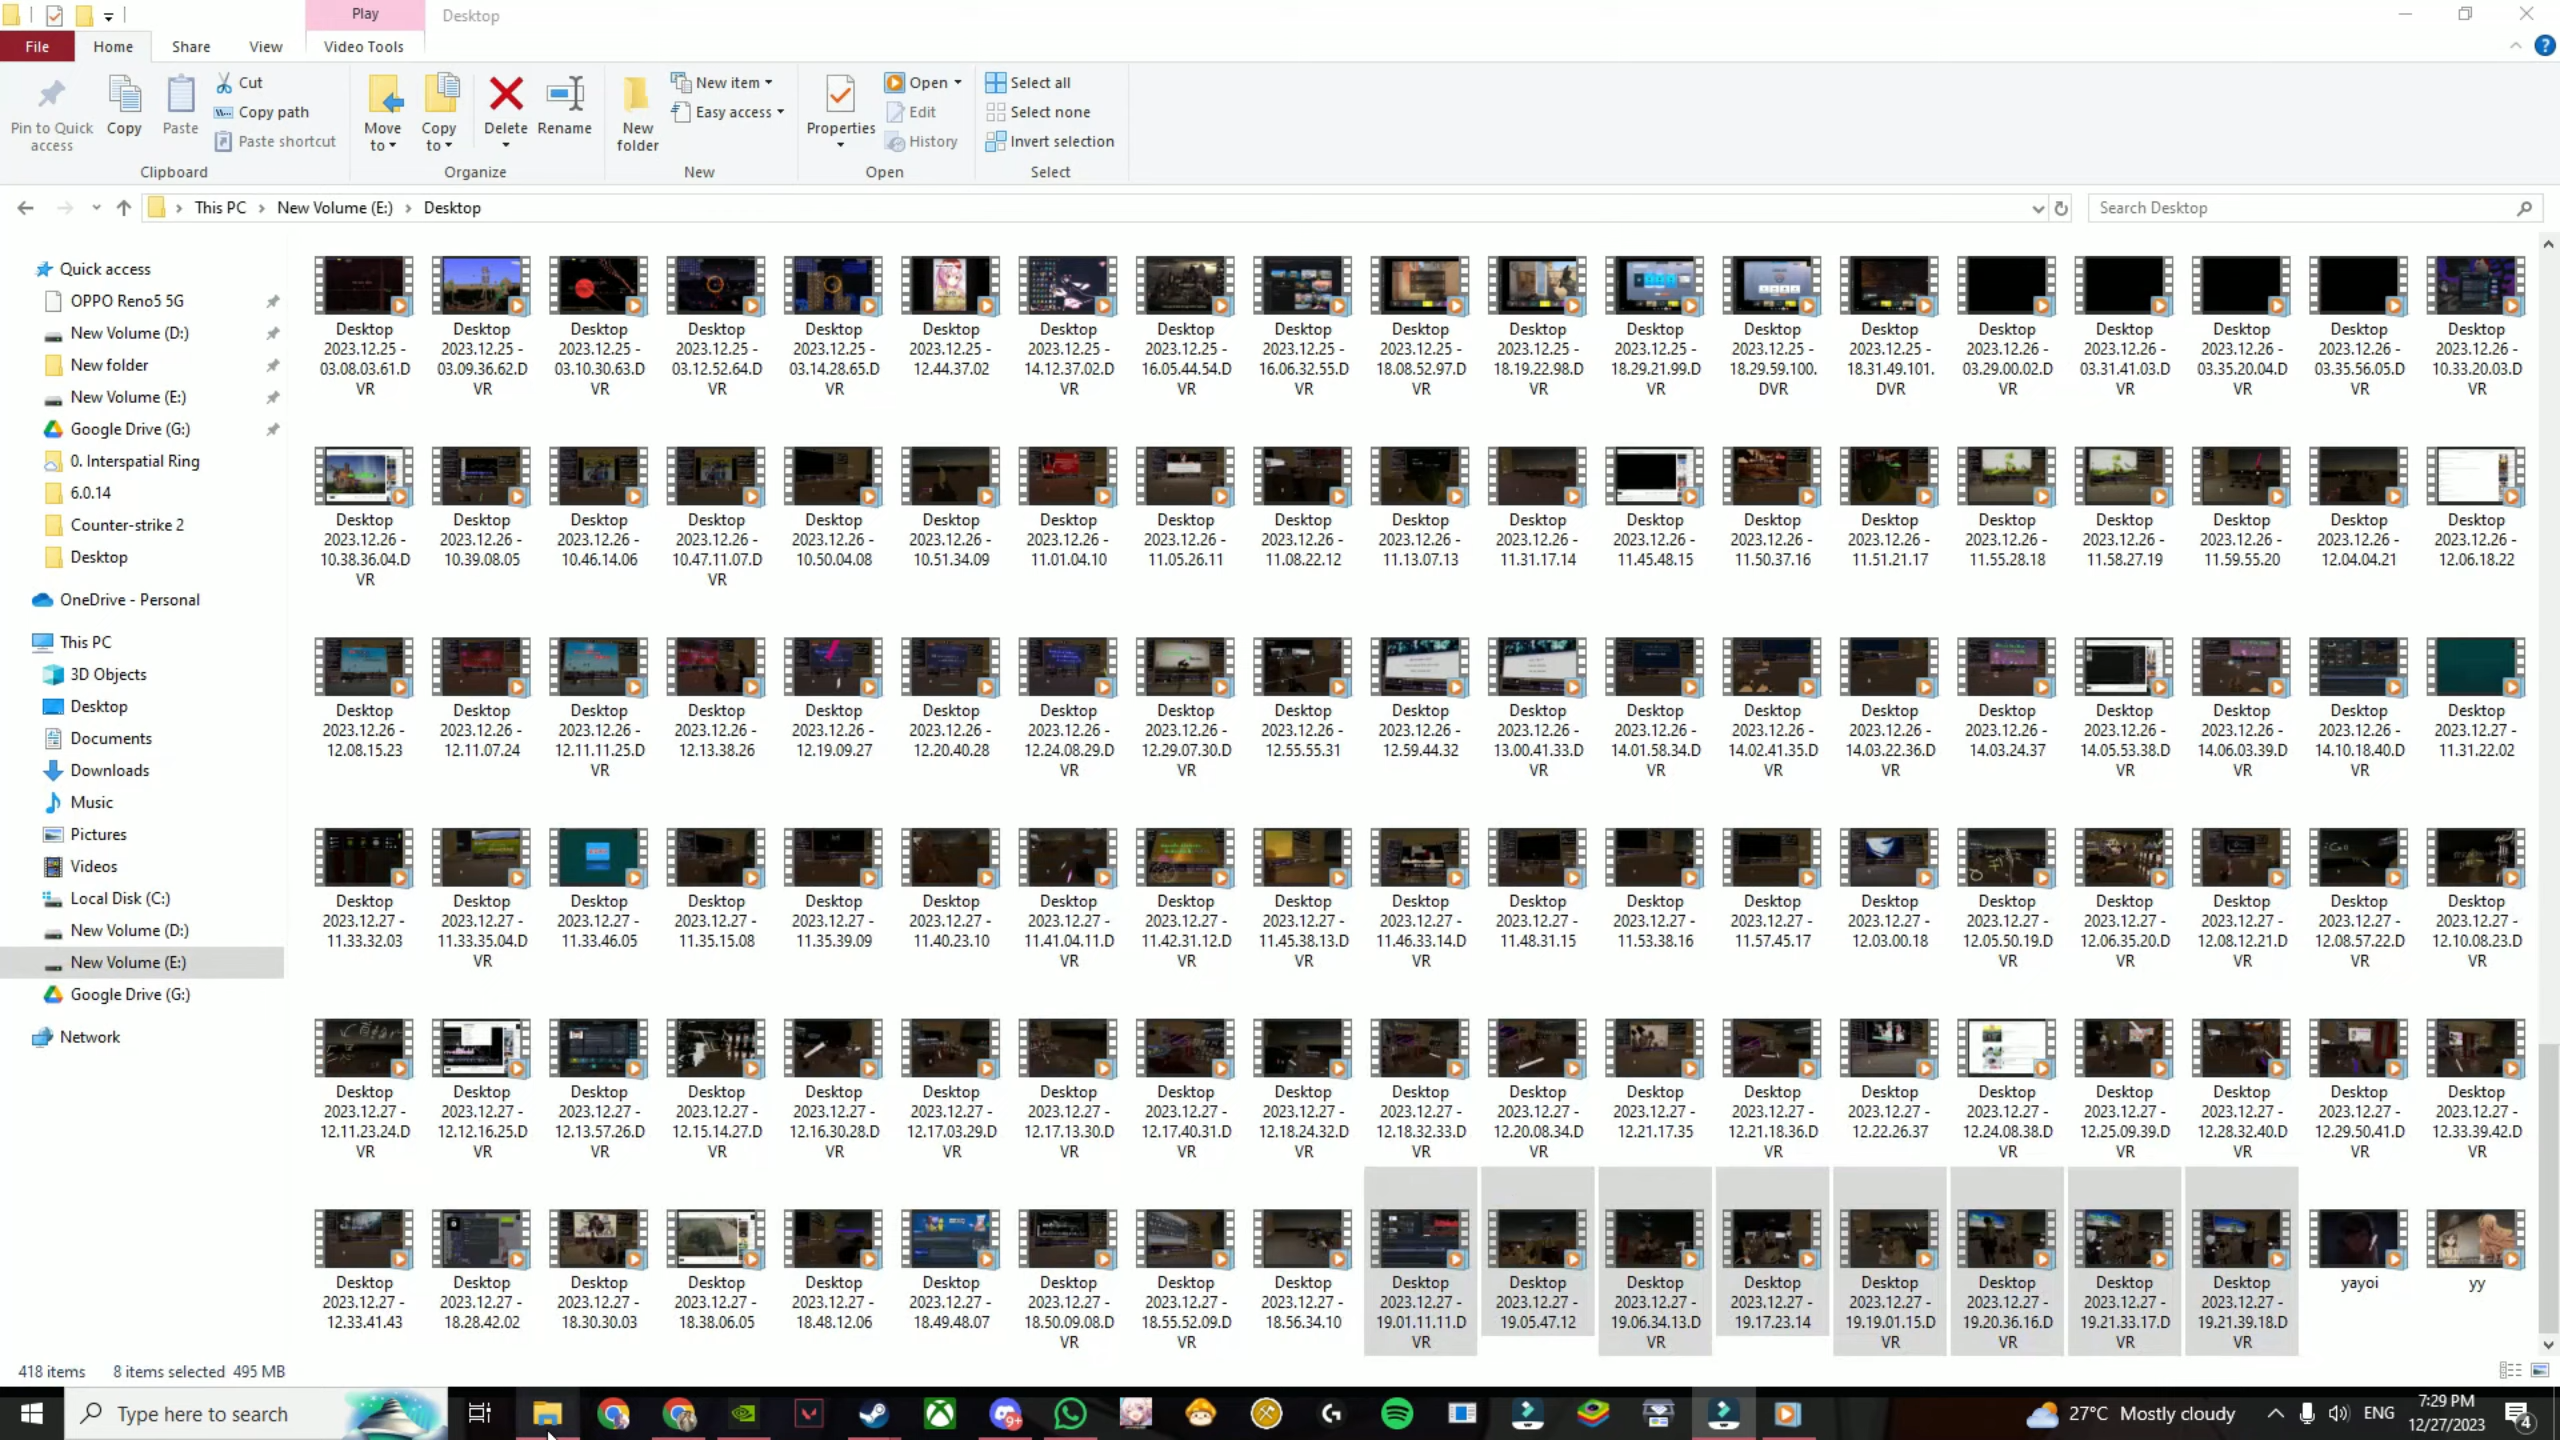 Play
Desktop
File
Home
Share
View
Video Tools
Pin to Quick access
Copy
Paste
Cut
Copy path
Paste shortcut
Clipboard
Move to
Copy to
Delete
Rename
Organize
New folder
New item
Easy access
New
Properties
Open
Edit
History
Open
Select all
Select none
Invert selection
Select
This PC
New Volume (E:)
Desktop
Search Desktop
Quick access
OPPO Reno5 5G
New Volume (D:)
New folder
New Volume (E:)
Google Drive (G:)
0. Interspatial Ring
6.0.14
Counter-strike 2
Desktop
OneDrive - Personal
This PC
3D Objects
Desktop
Documents
Downloads
Music
Pictures
Videos
Local Disk (C:)
New Volume (D:)
New Volume (E:)
Google Drive (G:)
Network
Desktop 2023.12.25 - 03.08.03.61.DVR
Desktop 2023.12.25 - 03.09.36.62.DVR
Desktop 2023.12.25 - 03.10.30.63.DVR
Desktop 2023.12.25 - 03.12.52.64.DVR
Desktop 2023.12.25 - 03.14.28.65.DVR
Desktop 2023.12.25 - 12.44.37.02
Desktop 2023.12.25 - 14.12.37.02.DVR
Desktop 2023.12.25 - 16.05.44.54.DVR
Desktop 2023.12.25 - 16.06.32.55.DVR
Desktop 2023.12.25 - 18.08.52.97.DVR
Desktop 2023.12.25 - 18.19.22.98.DVR
Desktop 2023.12.25 - 18.29.21.99.DVR
Desktop 2023.12.25 - 18.29.59.100.DVR
Desktop 2023.12.25 - 18.31.49.101.DVR
Desktop 2023.12.26 - 03.29.00.02.DVR
Desktop 2023.12.26 - 03.31.41.03.DVR
Desktop 2023.12.26 - 03.35.20.04.DVR
Desktop 2023.12.26 - 03.35.56.05.DVR
Desktop 2023.12.26 - 10.33.20.03.DVR
Desktop 2023.12.26 - 10.38.36.04.DVR
Desktop 2023.12.26 - 10.39.08.05
Desktop 2023.12.26 - 10.46.14.06
Desktop 2023.12.26 - 10.47.11.07.DVR
Desktop 2023.12.26 - 10.50.04.08
Desktop 2023.12.26 - 10.51.34.09
Desktop 2023.12.26 - 11.01.04.10
Desktop 2023.12.26 - 11.05.26.11
Desktop 2023.12.26 - 11.08.22.12
Desktop 2023.12.26 - 11.13.07.13
Desktop 2023.12.26 - 11.31.17.14
Desktop 2023.12.26 - 11.45.48.15
Desktop 2023.12.26 - 11.50.37.16
Desktop 2023.12.26 - 11.51.21.17
Desktop 2023.12.26 - 11.55.28.18
Desktop 2023.12.26 - 11.58.27.19
Desktop 2023.12.26 - 11.59.55.20
Desktop 2023.12.26 - 12.04.04.21
Desktop 2023.12.26 - 12.06.18.22
Desktop 2023.12.26 - 12.08.15.23
Desktop 2023.12.26 - 12.11.07.24
Desktop 2023.12.26 - 12.11.11.25.DVR
Desktop 2023.12.26 - 12.13.38.26
Desktop 2023.12.26 - 12.19.09.27
Desktop 2023.12.26 - 12.20.40.28
Desktop 2023.12.26 - 12.24.08.29.DVR
Desktop 2023.12.26 - 12.29.07.30.DVR
Desktop 2023.12.26 - 12.55.55.31
Desktop 2023.12.26 - 12.59.44.32
Desktop 2023.12.26 - 13.00.41.33.DVR
Desktop 2023.12.26 - 14.01.58.34.DVR
Desktop 2023.12.26 - 14.02.41.35.DVR
Desktop 2023.12.26 - 14.03.22.36.DVR
Desktop 2023.12.26 - 14.03.24.37
Desktop 2023.12.26 - 14.05.53.38.DVR
Desktop 2023.12.26 - 14.06.03.39.DVR
Desktop 2023.12.26 - 14.10.18.40.DVR
Desktop 2023.12.27 - 11.31.22.02
Desktop 2023.12.27 - 11.33.32.03
Desktop 2023.12.27 - 11.33.35.04.DVR
Desktop 2023.12.27 - 11.33.46.05
Desktop 2023.12.27 - 11.35.15.08
Desktop 2023.12.27 - 11.35.39.09
Desktop 2023.12.27 - 11.40.23.10
Desktop 2023.12.27 - 11.41.04.11.DVR
Desktop 2023.12.27 - 11.42.31.12.DVR
Desktop 2023.12.27 - 11.45.38.13.DVR
Desktop 2023.12.27 - 11.46.33.14.DVR
Desktop 2023.12.27 - 11.48.31.15
Desktop 2023.12.27 - 11.53.38.16
Desktop 2023.12.27 - 11.57.45.17
Desktop 2023.12.27 - 12.03.00.18
Desktop 2023.12.27 - 12.05.50.19.DVR
Desktop 2023.12.27 - 12.06.35.20.DVR
Desktop 2023.12.27 - 12.08.12.21.DVR
Desktop 2023.12.27 - 12.08.57.22.DVR
Desktop 2023.12.27 - 12.10.08.23.DVR
Desktop 2023.12.27 - 12.11.23.24.DVR
Desktop 2023.12.27 - 12.12.16.25.DVR
Desktop 2023.12.27 - 12.13.57.26.DVR
Desktop 2023.12.27 - 12.15.14.27.DVR
Desktop 2023.12.27 - 12.16.30.28.DVR
Desktop 2023.12.27 - 12.17.03.29.DVR
Desktop 2023.12.27 - 12.17.13.30.DVR
Desktop 2023.12.27 - 12.17.40.31.DVR
Desktop 2023.12.27 - 12.18.24.32.DVR
Desktop 2023.12.27 - 12.18.32.33.DVR
Desktop 2023.12.27 - 12.20.08.34.DVR
Desktop 2023.12.27 - 12.21.17.35
Desktop 2023.12.27 - 12.21.18.36.DVR
Desktop 2023.12.27 - 12.22.26.37
Desktop 2023.12.27 - 12.24.08.38.DVR
Desktop 2023.12.27 - 12.25.09.39.DVR
Desktop 2023.12.27 - 12.28.32.40.DVR
Desktop 2023.12.27 - 12.29.50.41.DVR
Desktop 2023.12.27 - 12.33.39.42.DVR
Desktop 2023.12.27 - 12.33.41.43
Desktop 2023.12.27 - 18.28.42.02
Desktop 2023.12.27 - 18.30.30.03
Desktop 2023.12.27 - 18.38.06.05
Desktop 2023.12.27 - 18.48.12.06
Desktop 2023.12.27 - 18.49.48.07
Desktop 2023.12.27 - 18.50.09.08.DVR
Desktop 2023.12.27 - 18.55.52.09.DVR
Desktop 2023.12.27 - 18.56.34.10
Desktop 2023.12.27 - 19.01.11.11.DVR
Desktop 2023.12.27 - 19.05.47.12
Desktop 2023.12.27 - 19.06.34.13.DVR
Desktop 2023.12.27 - 19.17.23.14
Desktop 2023.12.27 - 19.19.01.15.DVR
Desktop 2023.12.27 - 19.20.36.16.DVR
Desktop 2023.12.27 - 19.21.33.17.DVR
Desktop 2023.12.27 - 19.21.39.18.DVR
yayoi
yy
418 items
8 items selected 495 MB
Type here to search
9+
27°C Mostly cloudy
ENG
7:29 PM
12/27/2023
4